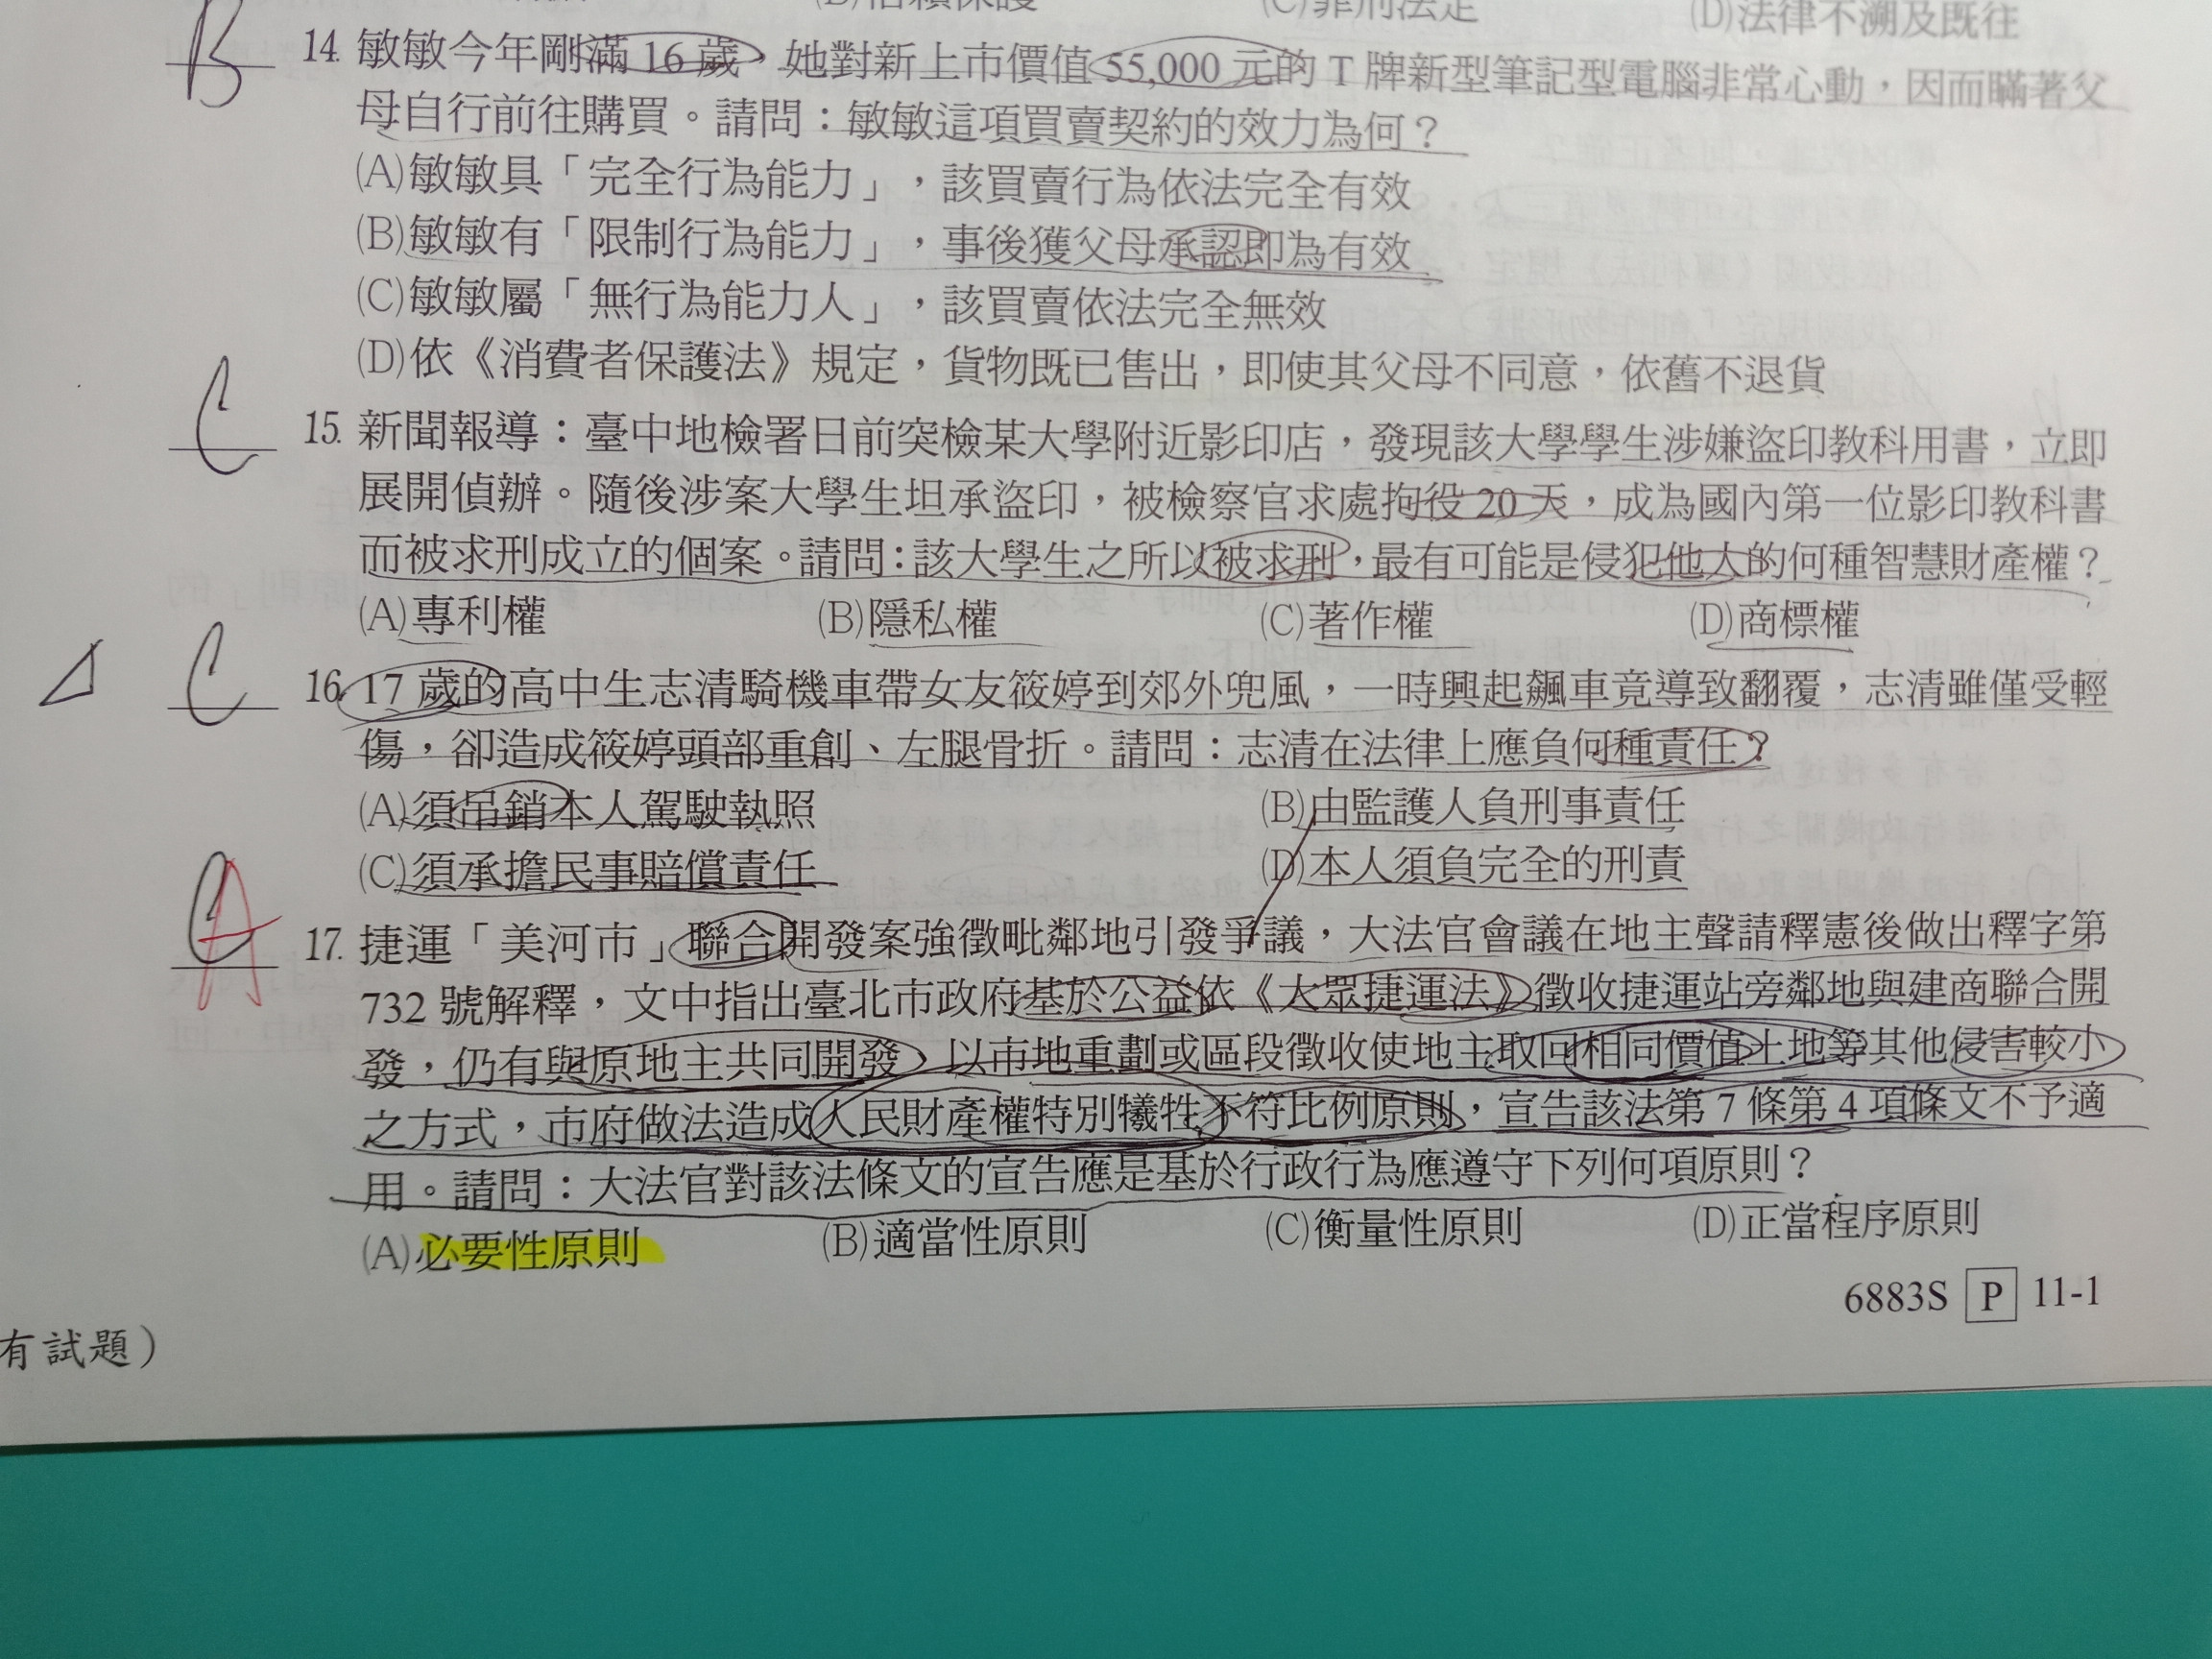 (B)信賴保護 (C)罪刑法定 (D)法律不溯及既往
B 14. 敏敏今年剛滿 16 歲，她對新上市價值 55,000 元的 T 牌新型筆記型電腦非常心動，因而瞞著父
母自行前往購買。請問：敏敏這項買賣契約的效力為何？
(A)敏敏具「完全行為能力」，該買賣行為依法完全有效
(B)敏敏有「限制行為能力」，事後獲父母承認即為有效
(C)敏敏屬「無行為能力人」，該買賣依法完全無效
(D)依《消費者保護法》規定，貨物既已售出，即使其父母不同意，依舊不退貨
C 15. 新聞報導：臺中地檢署日前突檢某大學附近影印店，發現該大學學生涉嫌盜印教科用書，立即
展開偵辦。隨後涉案大學生坦承盜印，被檢察官求處拘役 20 天，成為國內第一位影印教科書
而被求刑成立的個案。請問：該大學生之所以被求刑，最有可能是侵犯他人的何種智慧財產權？
(A)專利權 (B)隱私權 (C)著作權 (D)商標權
C 16. 17 歲的高中生志清騎機車帶女友筱婷到郊外兜風，一時興起飆車竟導致翻覆，志清雖僅受輕
傷，卻造成筱婷頭部重創、左腿骨折。請問：志清在法律上應負何種責任？
(A)須吊銷本人駕駛執照 (B)由監護人負刑事責任
(C)須承擔民事賠償責任 (D)本人須負完全的刑責
C A 17. 捷運「美河市」聯合開發案強徵毗鄰地引發爭議，大法官會議在地主聲請釋憲後做出釋字第
732 號解釋，文中指出臺北市政府基於公益依《大眾捷運法》徵收捷運站旁鄰地與建商聯合開
發，仍有與原地主共同開發、以市地重劃或區段徵收使地主取回相同價值土地等其他侵害較小
之方式，市府做法造成人民財產權特別犧牲不符比例原則，宣告該法第 7 條第 4 項條文不予適
用。請問：大法官對該法條文的宣告應是基於行政行為應遵守下列何項原則？
(A)必要性原則 (B)適當性原則 (C)衡量性原則 (D)正當程序原則
6883S P 11-1
有試題）